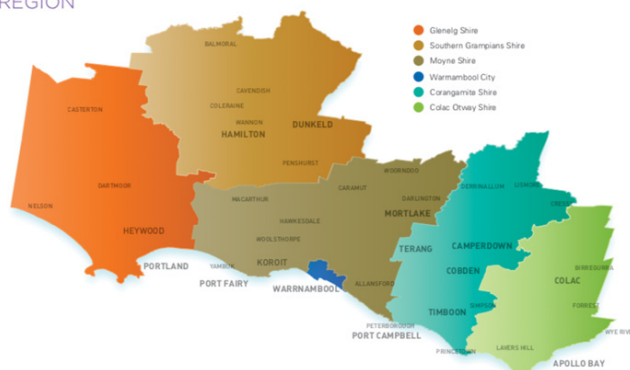 REGION
Glenelg Shire
Southern Grampians Shire
Moyne Shire
Warrnambool City
Corangamite Shire
Colac Otway Shire
BALMORAL
CASTERTON
CAVENDISH
COLERAINE
WANNON
HAMILTON
DUNKELD
PENSHURST
DARTMOOR
NELSON
HEYWOOD
PORTLAND
MACARTHUR
CARAMUT
WOORNDOO
DARLINGTON
MORTLAKE
HAWKESDALE
WOOLSTHORPE
YAMBUK
KOROIT
PORT FAIRY
WARRNAMBOOL
ALLANSFORD
DERRINALLUM
LISMORE
CRESSY
TERANG
CAMPERDOWN
COBDEN
COLAC
BIRREGURRA
SIMPSON
TIMBOON
FORREST
PETERBOROUGH
PORT CAMPBELL
PRINCETOWN
LAVERS HILL
APOLLO BAY